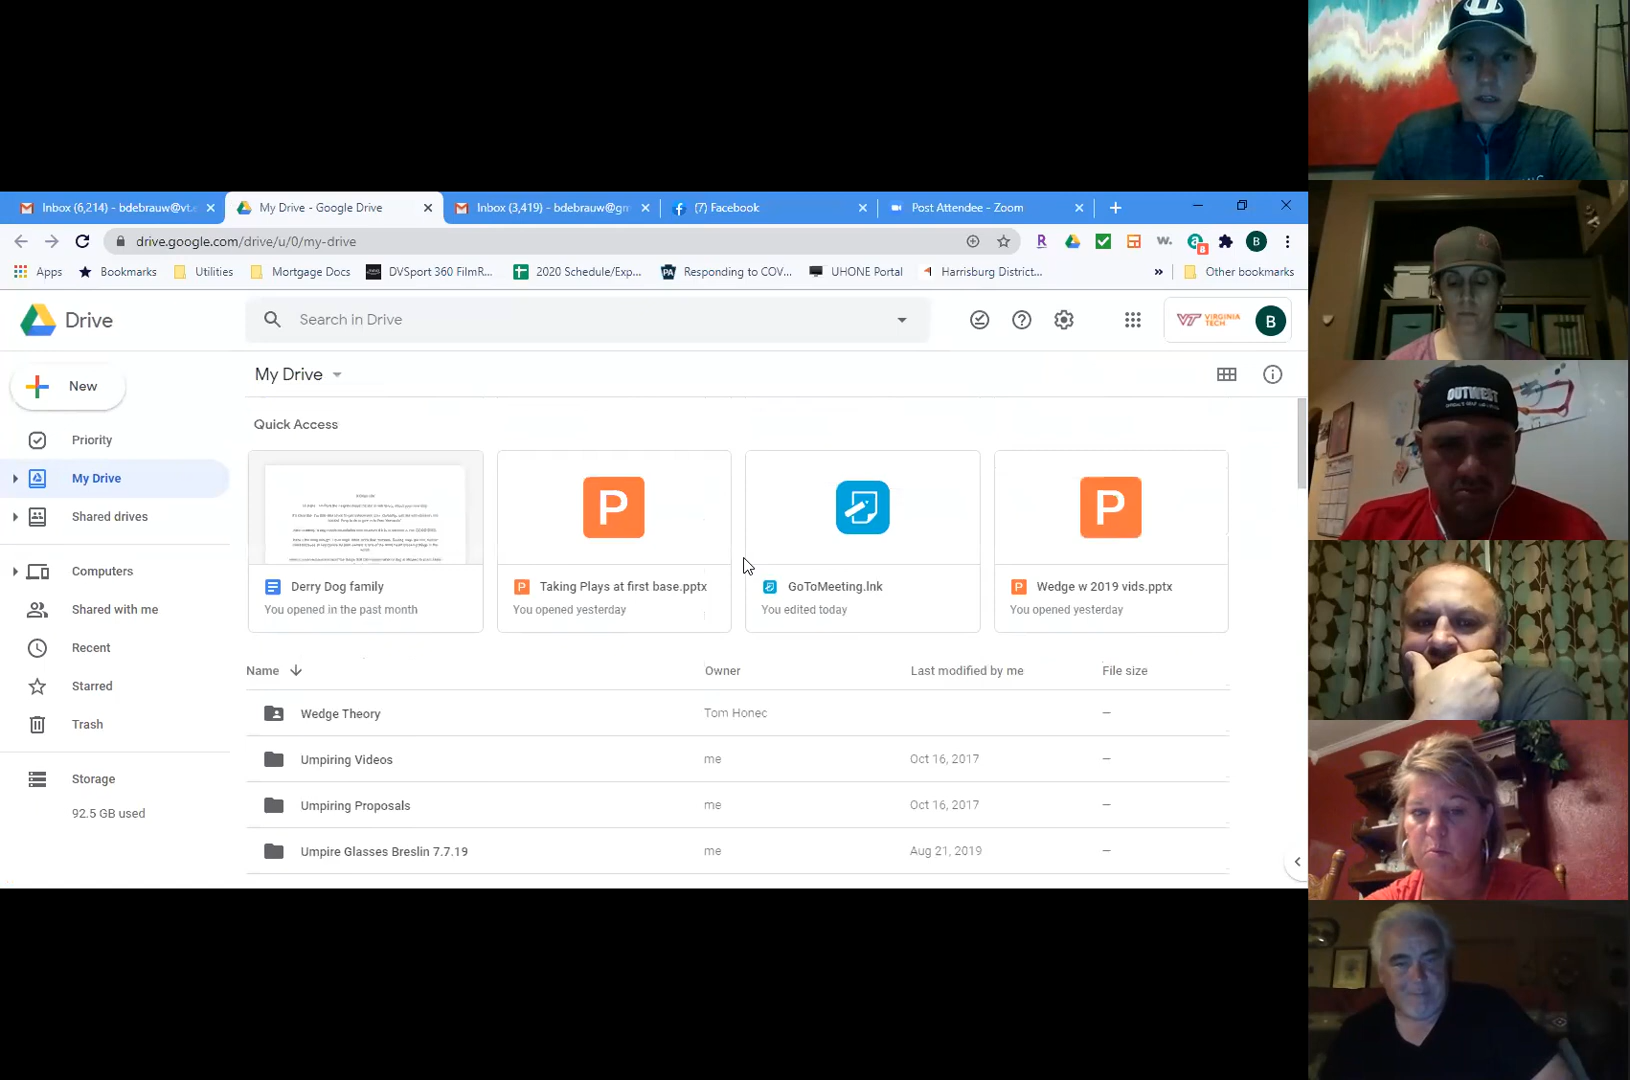 Inbox (6,214) - bdebrauw@vt.
My Drive - Google Drive
Inbox (3,419) - bdebrauw@gm
(7) Facebook
Post Attendee - Zoom
drive.google.com/drive/u/0/my-drive
R
w.
a
8
B
Apps
Bookmarks
Utilities
Mortgage Docs
DVSport 360 FilmR...
2020 Schedule/Exp...
PA
Responding to COV...
UHONE Portal
Harrisburg District...
»
Other bookmarks
Drive
Search in Drive
VT VIRGINIA TECH
B
New
My Drive
Priority
My Drive
Shared drives
Computers
Shared with me
Recent
Starred
Trash
Storage
92.5 GB used
Quick Access
P
P
Derry Dog family
You opened in the past month
P
Taking Plays at first base.pptx
You opened yesterday
GoToMeeting.lnk
You edited today
P
Wedge w 2019 vids.pptx
You opened yesterday
Name
Owner
Last modified by me
File size
Wedge Theory
Tom Honec
–
Umpiring Videos
me
Oct 16, 2017
–
Umpiring Proposals
me
Oct 16, 2017
–
Umpire Glasses Breslin 7.7.19
me
Aug 21, 2019
–
U
OUTWEST